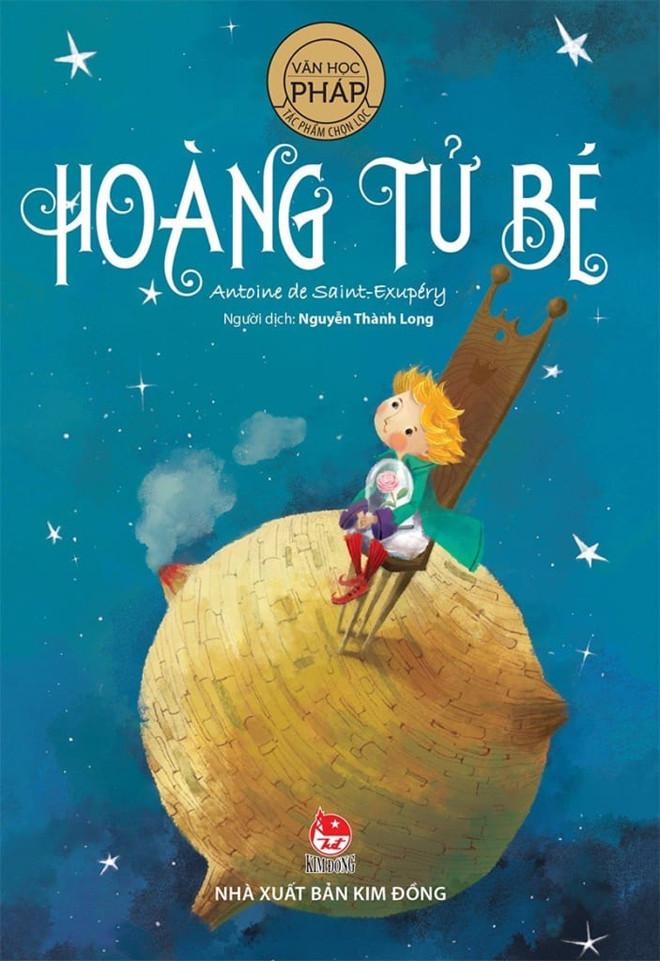 VĂN HỌC
PHÁP
TÁC PHẨM CHỌN LỌC
HOÀNG TỬ BÉ
Antoine de Saint-Exupéry
Người dịch: Nguyễn Thành Long
KIM ĐỒNG
NHÀ XUẤT BẢN KIM ĐỒNG